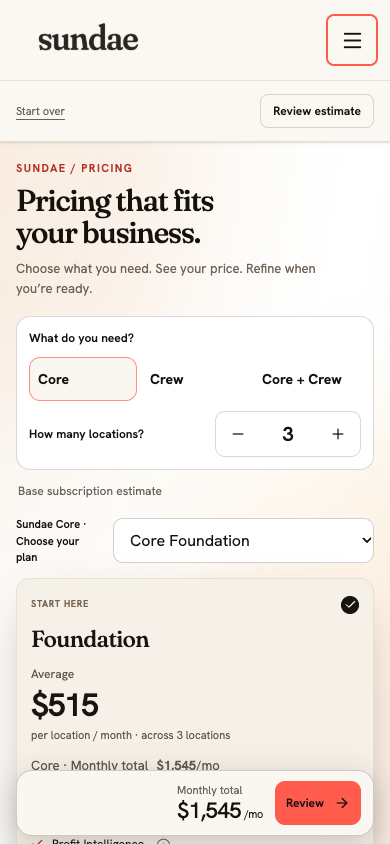 sundae
Start over
Review estimate
SUNDAE / PRICING
Pricing that fits
your business.
Choose what you need. See your price. Refine when
you're ready.
What do you need?
Core
Crew
Core + Crew
How many locations?
− 3 +
Base subscription estimate
Sundae Core ·
Choose your
plan
Core Foundation
START HERE
Foundation
Average
$515
per location / month · across 3 locations
Core · Monthly total $1,545/mo
Monthly total
$1,545 /mo
Review →
Profit Intelligence